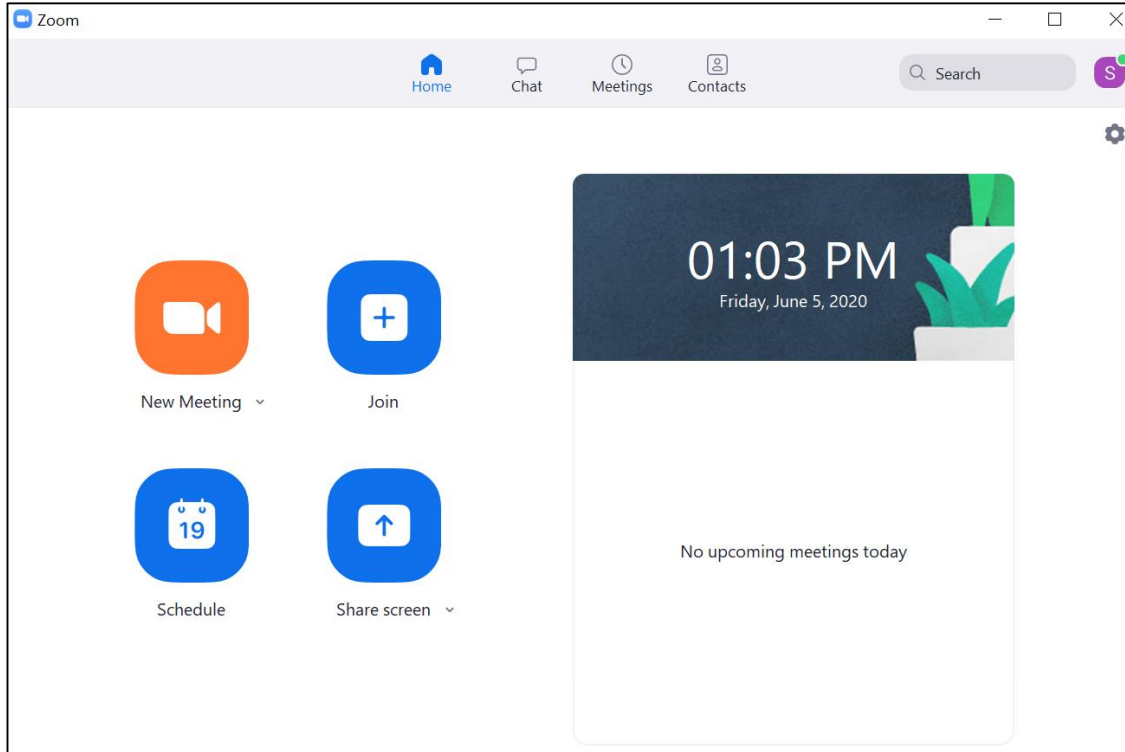 Zoom
Home
Chat
Meetings
Contacts
Search
S
01:03 PM
Friday, June 5, 2020
New Meeting
Join
19
Schedule
Share screen
No upcoming meetings today